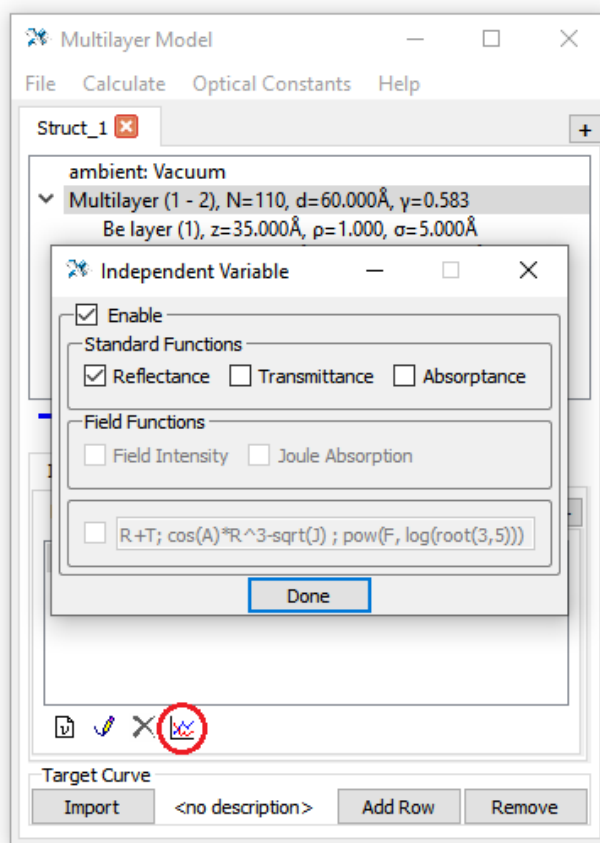 Multilayer Model
File Calculate Optical Constants Help
Struct_1
+
ambient: Vacuum
Multilayer (1 - 2), N=110, d=60.000Å, γ=0.583
Be layer (1), z=35.000Å, ρ=1.000, σ=5.000Å
Independent Variable
Enable
Standard Functions
Reflectance Transmittance Absorptance
Field Functions
Field Intensity Joule Absorption
R+T; cos(A)*R^3-sqrt(J) ; pow(F, log(root(3,5)))
Done
Target Curve
Import <no description> Add Row Remove